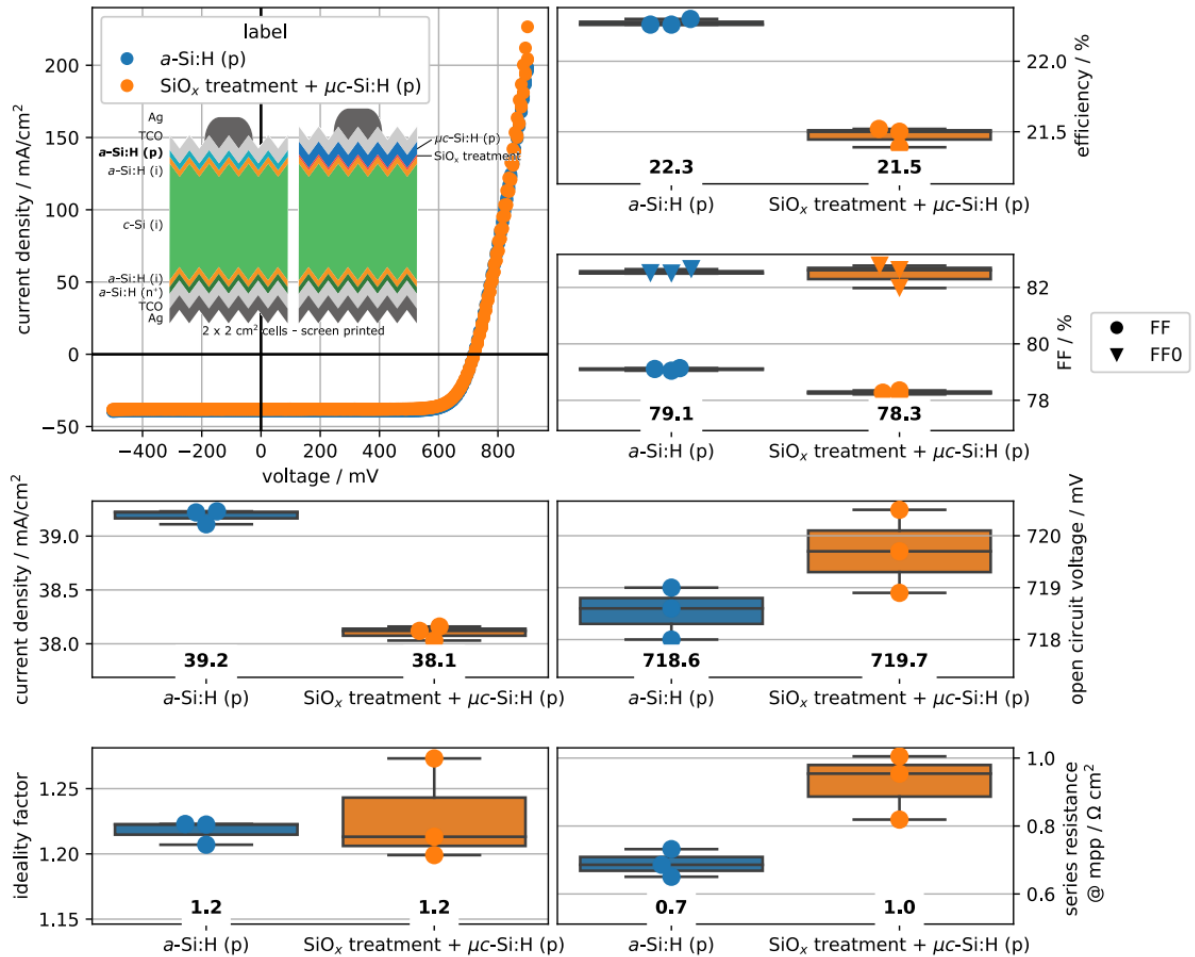 label
a-Si:H (p)
SiOₓ treatment + μc-Si:H (p)
current density / mA/cm²
200
150
100
50
0
−50
−400
−200
0
200
400
600
800
voltage / mV
Ag
TCO
a-Si:H (p)
a-Si:H (i)
c-Si (i)
a-Si:H (i)
a-Si:H (n⁺)
TCO
Ag
μc-Si:H (p)
SiOₓ treatment
2 x 2 cm² cells – screen printed
22.0
21.5
efficiency / %
22.3
21.5
a-Si:H (p)
SiOₓ treatment + μc-Si:H (p)
82
80
78
FF / %
79.1
78.3
a-Si:H (p)
SiOₓ treatment + μc-Si:H (p)
FF
FF0
current density / mA/cm²
39.0
38.5
38.0
39.2
38.1
a-Si:H (p)
SiOₓ treatment + μc-Si:H (p)
720
719
718
open circuit voltage / mV
718.6
719.7
a-Si:H (p)
SiOₓ treatment + μc-Si:H (p)
ideality factor
1.25
1.20
1.15
1.2
1.2
a-Si:H (p)
SiOₓ treatment + μc-Si:H (p)
1.0
0.8
0.6
series resistance
@ mpp / Ω cm²
0.7
1.0
a-Si:H (p)
SiOₓ treatment + μc-Si:H (p)